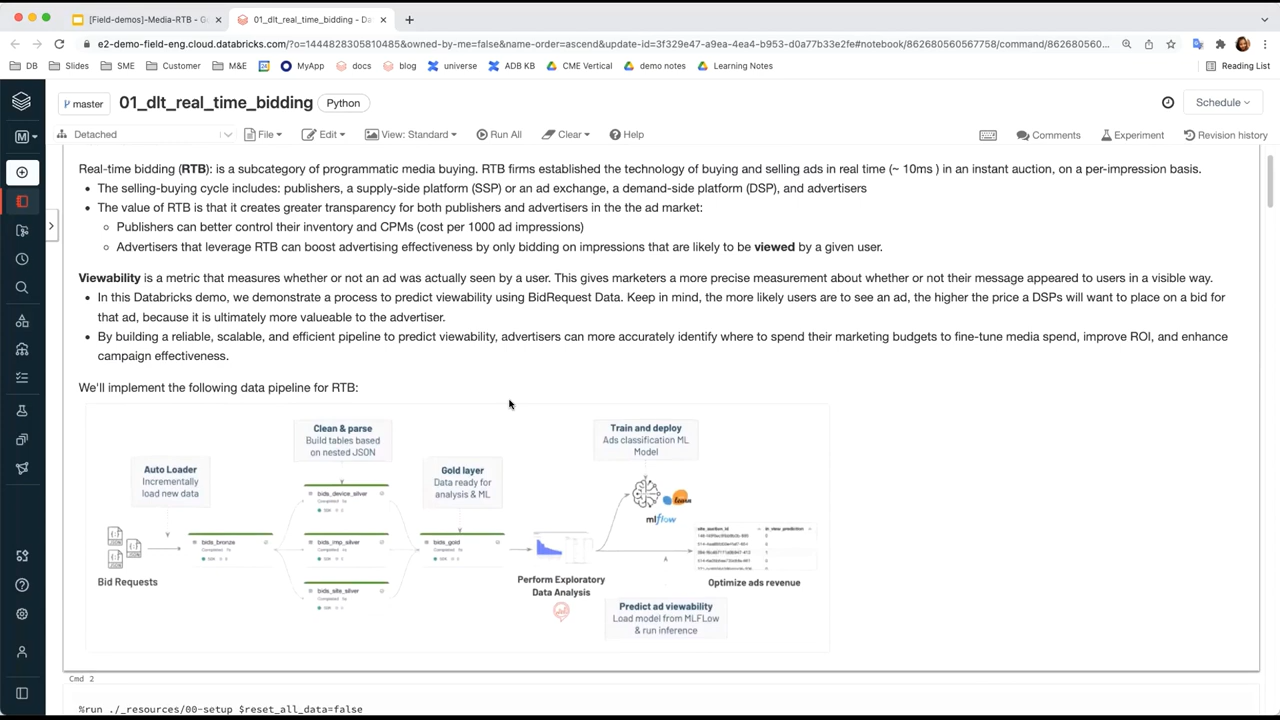 [Field-demos]-Media-RTB - G
01_dlt_real_time_bidding - Da
e2-demo-field-eng.cloud.databricks.com/?o=1444828305810485&owned-by-me=false&name-order=ascend&update-id=3f329e47-a9ea-4ea4-b953-d0a77b33e2fe#notebook/862680560567758/command/862680560...
DB Slides SME Customer M&E MyApp docs blog universe ADB KB CME Vertical demo notes Learning Notes Reading List
master 01_dlt_real_time_bidding Python Schedule
M Detached File Edit View: Standard Run All Clear Help Comments Experiment Revision history
Real-time bidding (RTB): is a subcategory of programmatic media buying. RTB firms established the technology of buying and selling ads in real time (~ 10ms ) in an instant auction, on a per-impression basis.
The selling-buying cycle includes: publishers, a supply-side platform (SSP) or an ad exchange, a demand-side platform (DSP), and advertisers
The value of RTB is that it creates greater transparency for both publishers and advertisers in the the ad market:
Publishers can better control their inventory and CPMs (cost per 1000 ad impressions)
Advertisers that leverage RTB can boost advertising effectiveness by only bidding on impressions that are likely to be viewed by a given user.
Viewability is a metric that measures whether or not an ad was actually seen by a user. This gives marketers a more precise measurement about whether or not their message appeared to users in a visible way.
In this Databricks demo, we demonstrate a process to predict viewability using BidRequest Data. Keep in mind, the more likely users are to see an ad, the higher the price a DSPs will want to place on a bid for
that ad, because it is ultimately more valueable to the advertiser.
By building a reliable, scalable, and efficient pipeline to predict viewability, advertisers can more accurately identify where to spend their marketing budgets to fine-tune media spend, improve ROI, and enhance
campaign effectiveness.
We'll implement the following data pipeline for RTB:
Auto Loader
Incrementally
load new data
Clean & parse
Build tables based
on nested JSON
Gold layer
Data ready for
analysis & ML
Train and deploy
Ads classification ML
Model
bids_device_silver
Completed
bids_bronze
Completed
bids_imp_silver
Completed
bids_gold
Completed
bids_site_silver
Completed
learn
mlflow
site_auction_id in_view_prediction
Bid Requests
Perform Exploratory
Data Analysis
Optimize ads revenue
Predict ad viewability
Load model from MLFlow
& run inference
Cmd 2
%run ./_resources/00-setup $reset_all_data=false